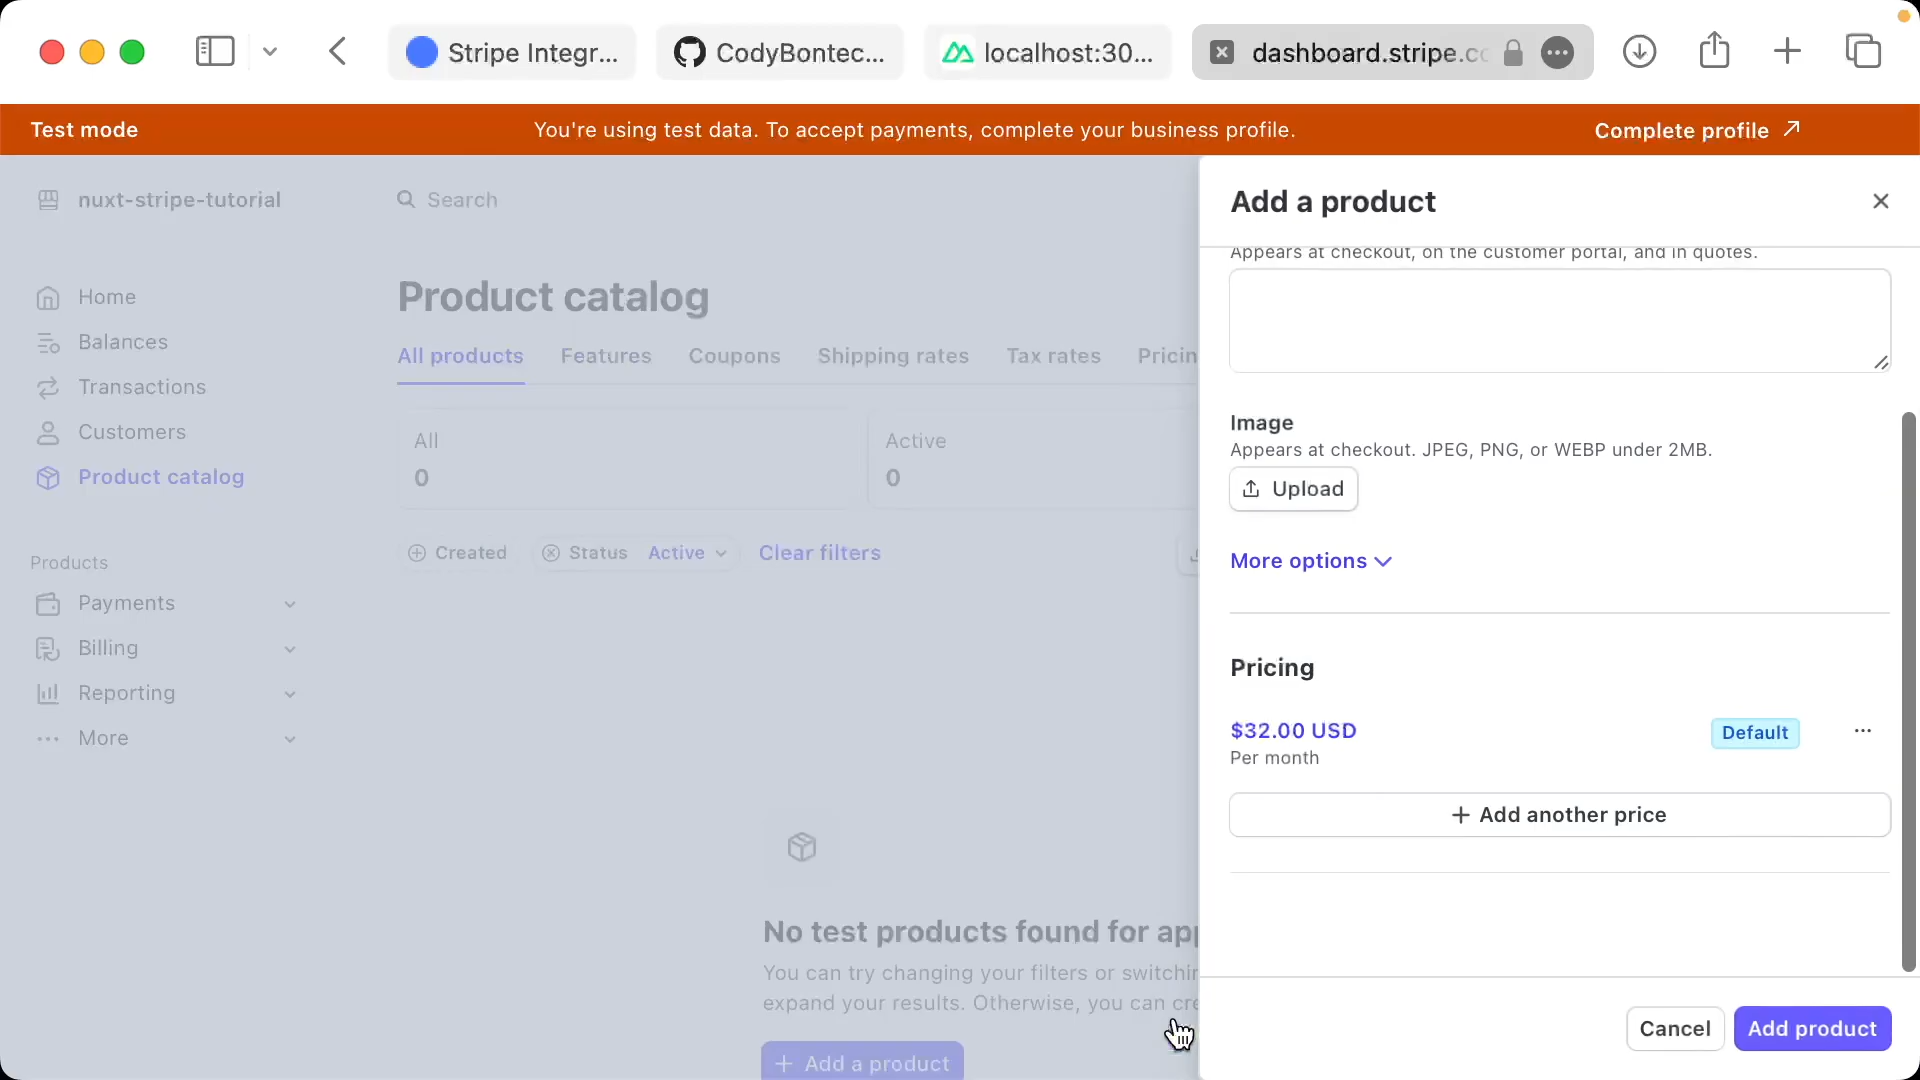 Stripe Integr...
CodyBontec...
localhost:30...
dashboard.stripe.c
Test mode
You're using test data. To accept payments, complete your business profile.
Complete profile
nuxt-stripe-tutorial
Search
Home
Balances
Transactions
Customers
Product catalog
Products
Payments
Billing
Reporting
More
Product catalog
All products
Features
Coupons
Shipping rates
Tax rates
Pricin
All
0
Active
0
Created
Status Active
Clear filters
No test products found for
You can try changing your filters or
expand your results. Otherwise, you can
Add a product
Add a product
Appears at checkout, on the customer portal, and in quotes.
Image
Appears at checkout. JPEG, PNG, or WEBP under 2MB.
Upload
More options
Pricing
$32.00 USD
Default
Per month
+ Add another price
Cancel
Add product